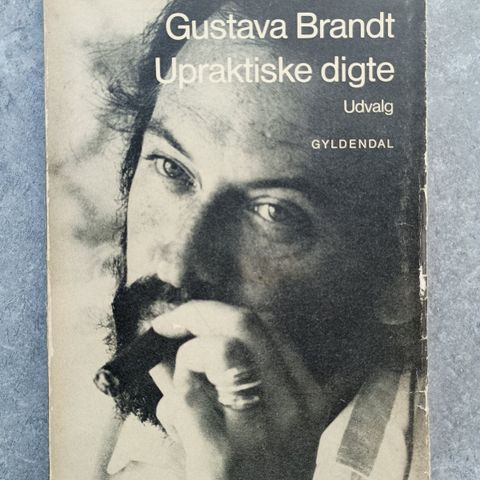 Gustava Brandt
Upraktiske digte
Udvalg
GYLDENDAL